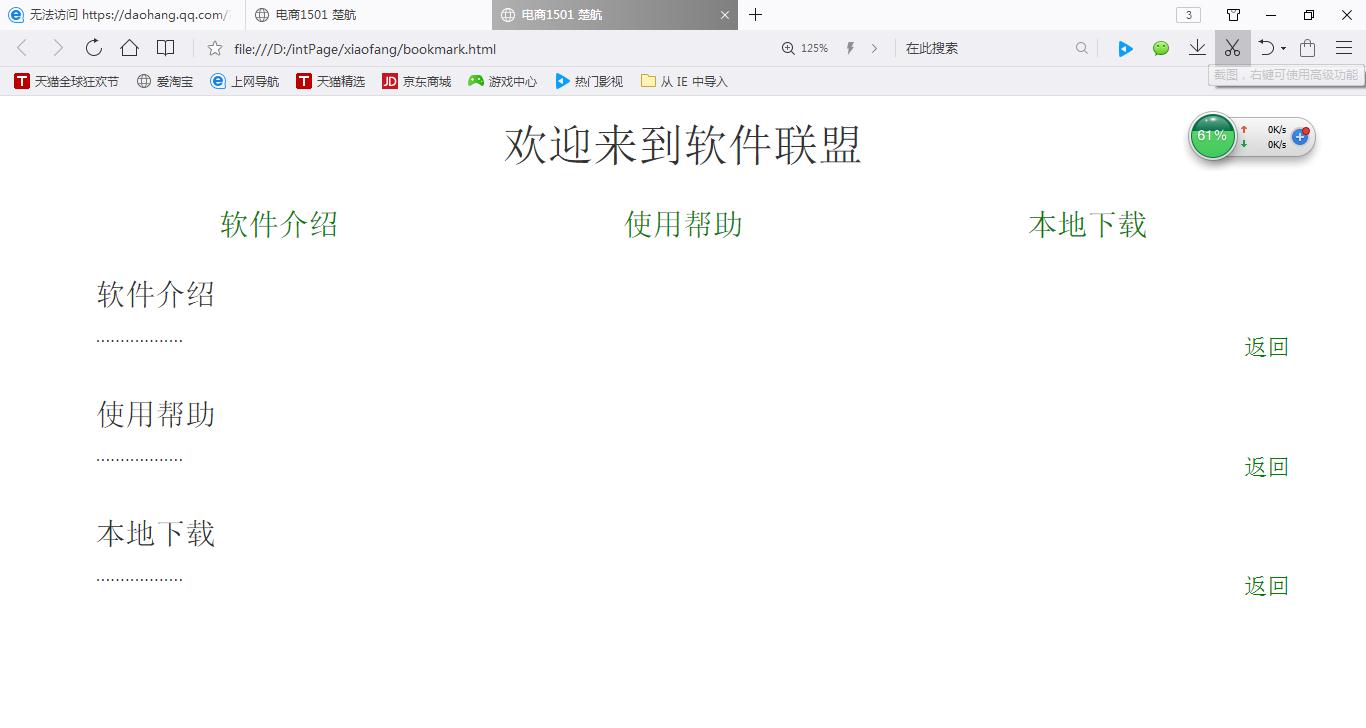 无法访问 https://daohang.qq.com/
电商1501 楚航
电商1501 楚航
3
file:///D:/intPage/xiaofang/bookmark.html
125%
在此搜索
天猫全球狂欢节
爱淘宝
上网导航
天猫精选
JD 京东商城
游戏中心
热门影视
从 IE 中导入
截图，右键可使用高级功能
欢迎来到软件联盟
61%
0K/s
0K/s
软件介绍 使用帮助 本地下载
软件介绍
..................
返回
使用帮助
..................
返回
本地下载
..................
返回